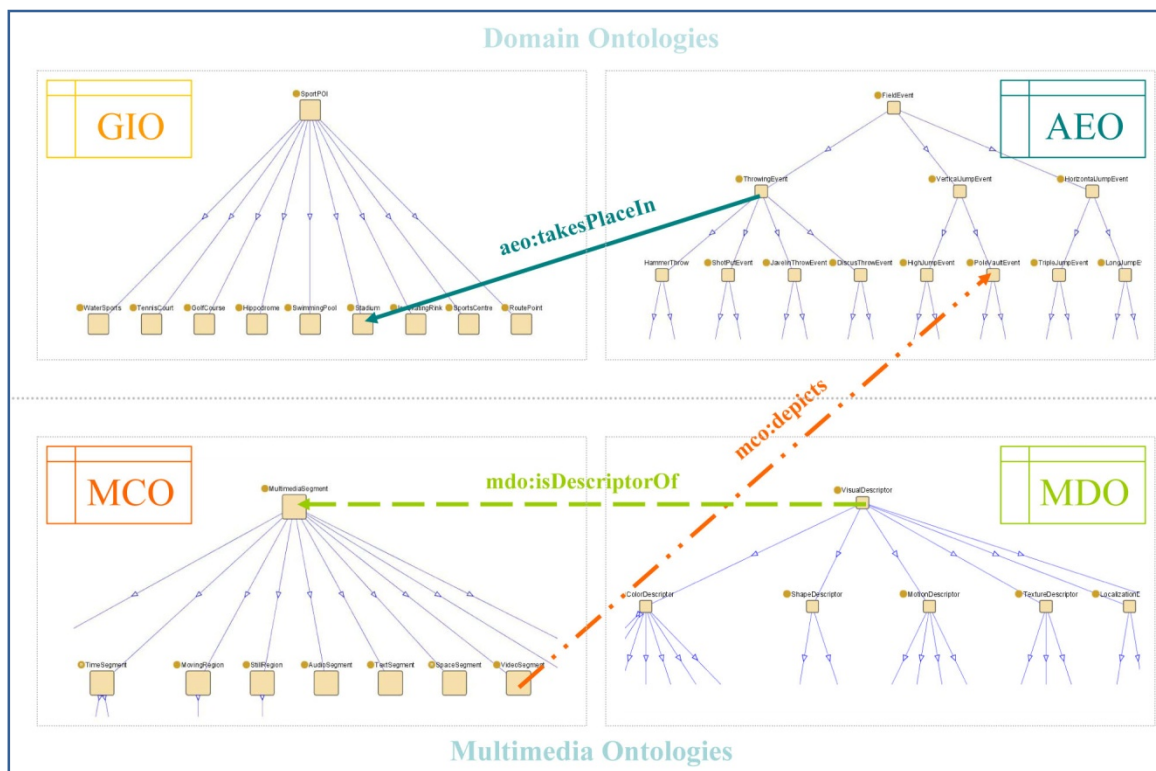 Domain Ontologies
GIO
SportPOI
WaterSports
TennisCourt
GolfCourse
Hippodrome
SwimmingPool
Stadium
SportsCentre
RoutePoint
AEO
FieldEvent
ThrowingEvent
VerticalJumpEvent
HorizontalJumpEvent
HammerThrow
ShotPutEvent
JavelinThrowEvent
DiscusThrowEvent
HighJumpEvent
PoleVaultEvent
TripleJumpEvent
LongJumpE
aeo:takesPlaceIn
mco:depicts
MCO
MultimediaSegment
TimeSegment
MovingRegion
StillRegion
AudioSegment
TextSegment
SpaceSegment
VideoSegment
mdo:isDescriptorOf
MDO
VisualDescriptor
ColorDescriptor
ShapeDescriptor
MotionDescriptor
TextureDescriptor
Multimedia Ontologies